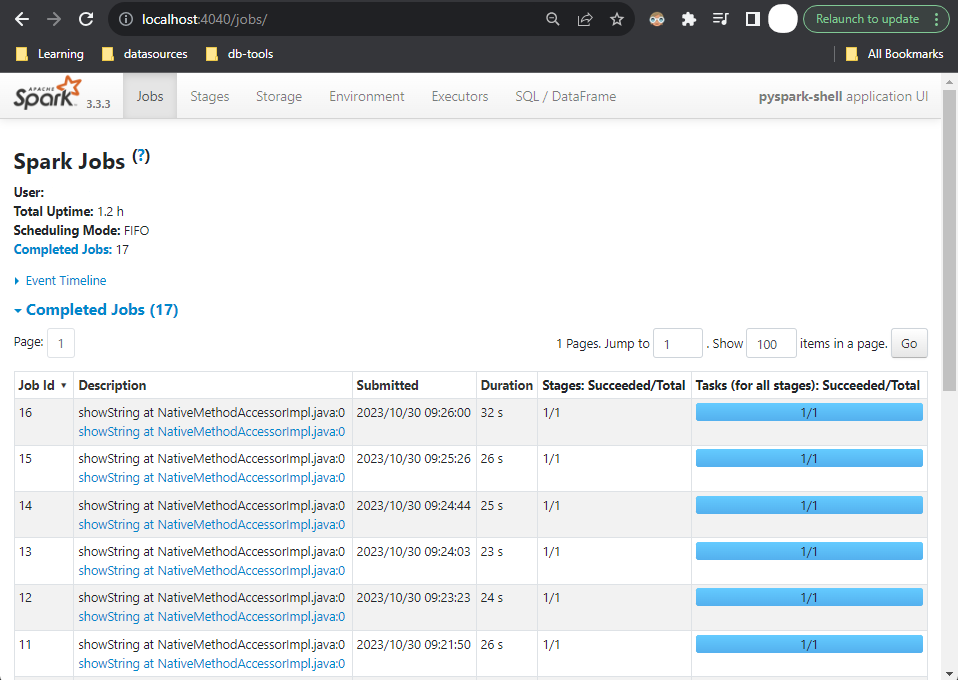 localhost:4040/jobs/
Relaunch to update
Learning datasources db-tools All Bookmarks
APACHE Spark 3.3.3 Jobs Stages Storage Environment Executors SQL / DataFrame pyspark-shell application UI
Spark Jobs (?)
User:
Total Uptime: 1.2 h
Scheduling Mode: FIFO
Completed Jobs: 17
Event Timeline
Completed Jobs (17)
Page: 1 1 Pages. Jump to 1 . Show 100 items in a page. Go
Job Id ▾ Description Submitted Duration Stages: Succeeded/Total Tasks (for all stages): Succeeded/Total
16 showString at NativeMethodAccessorImpl.java:0 2023/10/30 09:26:00 32 s 1/1 1/1
showString at NativeMethodAccessorImpl.java:0
15 showString at NativeMethodAccessorImpl.java:0 2023/10/30 09:25:26 26 s 1/1 1/1
showString at NativeMethodAccessorImpl.java:0
14 showString at NativeMethodAccessorImpl.java:0 2023/10/30 09:24:44 25 s 1/1 1/1
showString at NativeMethodAccessorImpl.java:0
13 showString at NativeMethodAccessorImpl.java:0 2023/10/30 09:24:03 23 s 1/1 1/1
showString at NativeMethodAccessorImpl.java:0
12 showString at NativeMethodAccessorImpl.java:0 2023/10/30 09:23:23 24 s 1/1 1/1
showString at NativeMethodAccessorImpl.java:0
11 showString at NativeMethodAccessorImpl.java:0 2023/10/30 09:21:50 26 s 1/1 1/1
showString at NativeMethodAccessorImpl.java:0